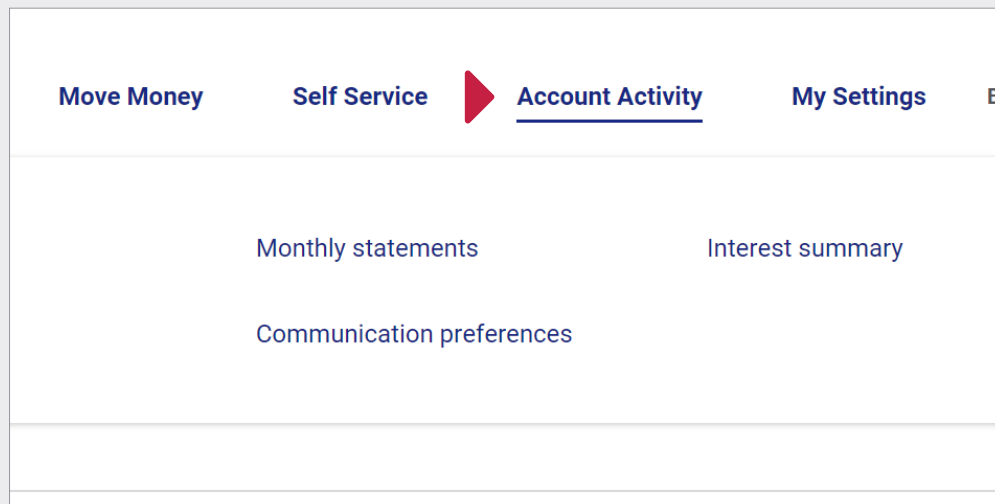 Move Money Self Service Account Activity My Settings
Monthly statements Interest summary
Communication preferences